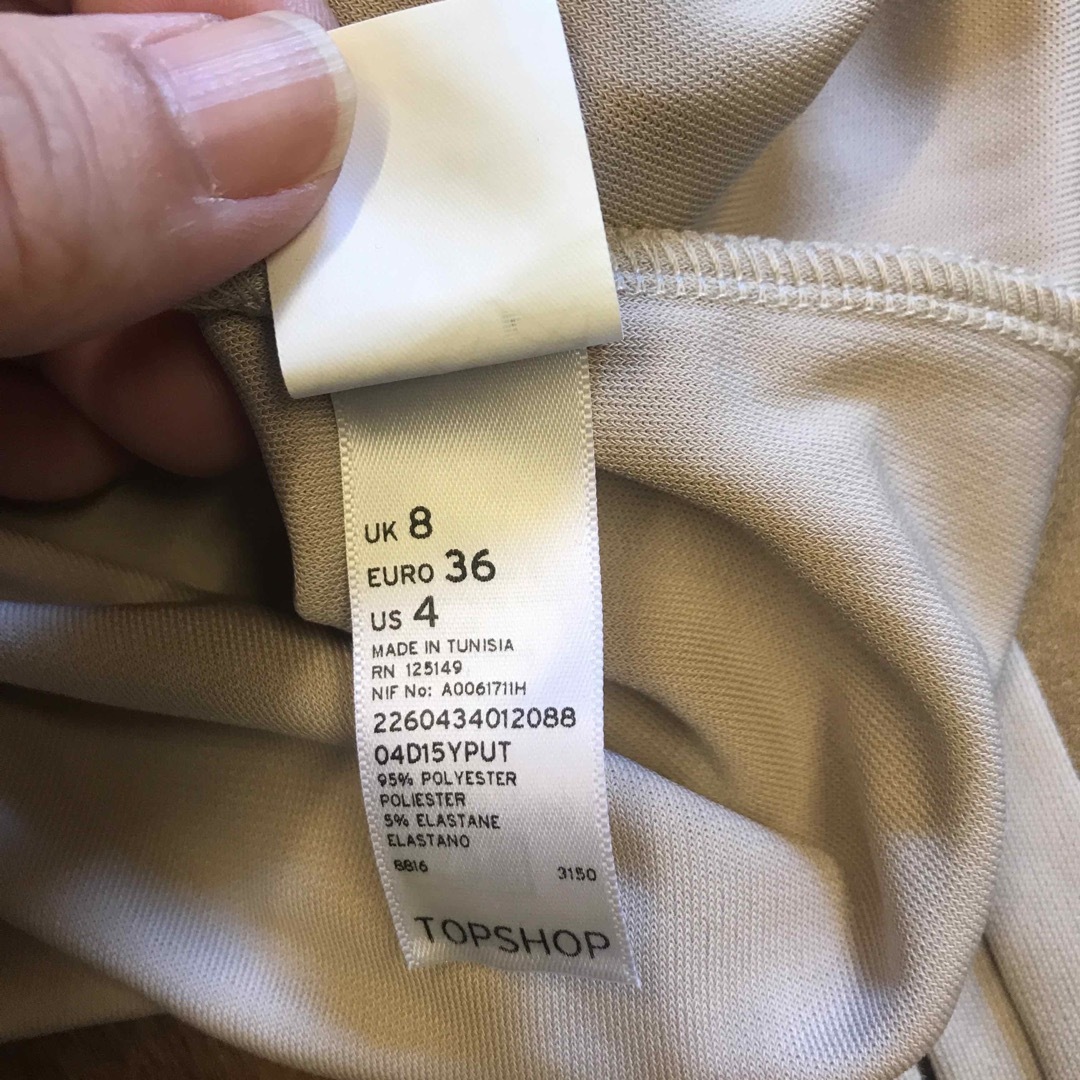 UK 8
EURO 36
US 4
MADE IN TUNISIA
RN 125149
NIF No: A0061711H
2260434012088
04D15YPUT
95% POLYESTER
POLIESTER
5% ELASTANE
ELASTANO
8816 3150
TOPSHOP